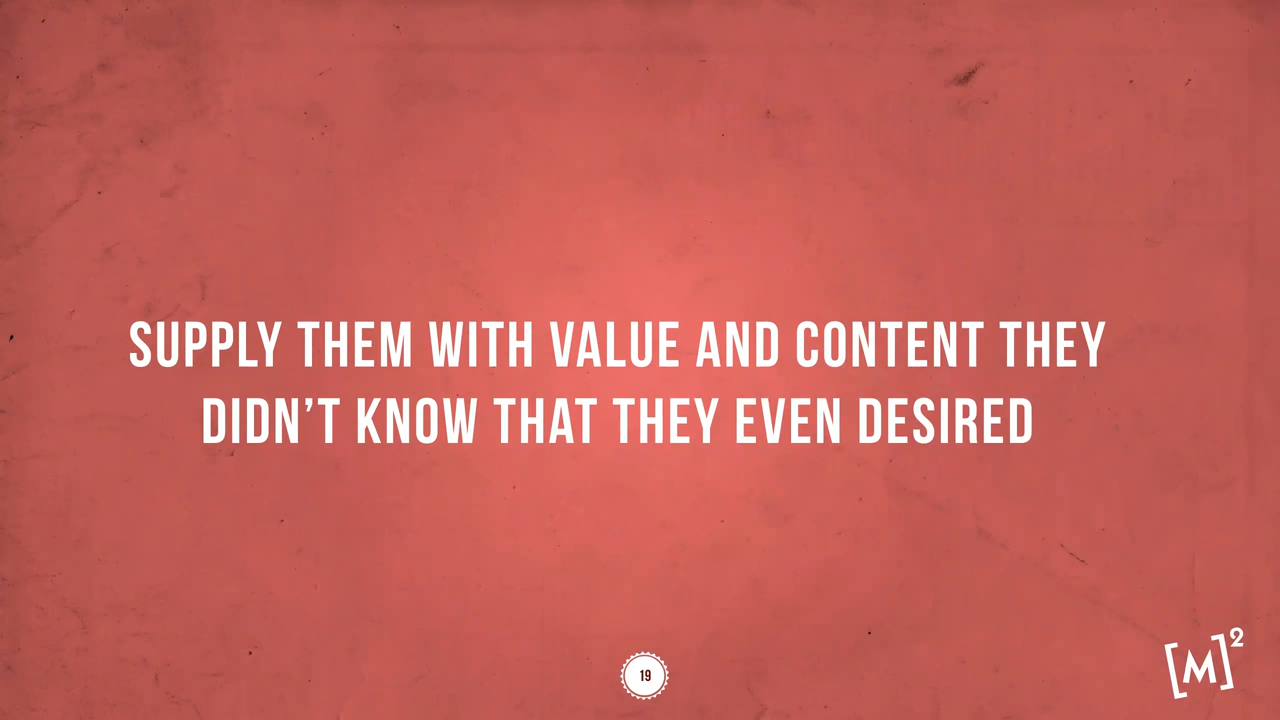 SUPPLY THEM WITH VALUE AND CONTENT THEY
DIDN’T KNOW THAT THEY EVEN DESIRED
19
[M]²